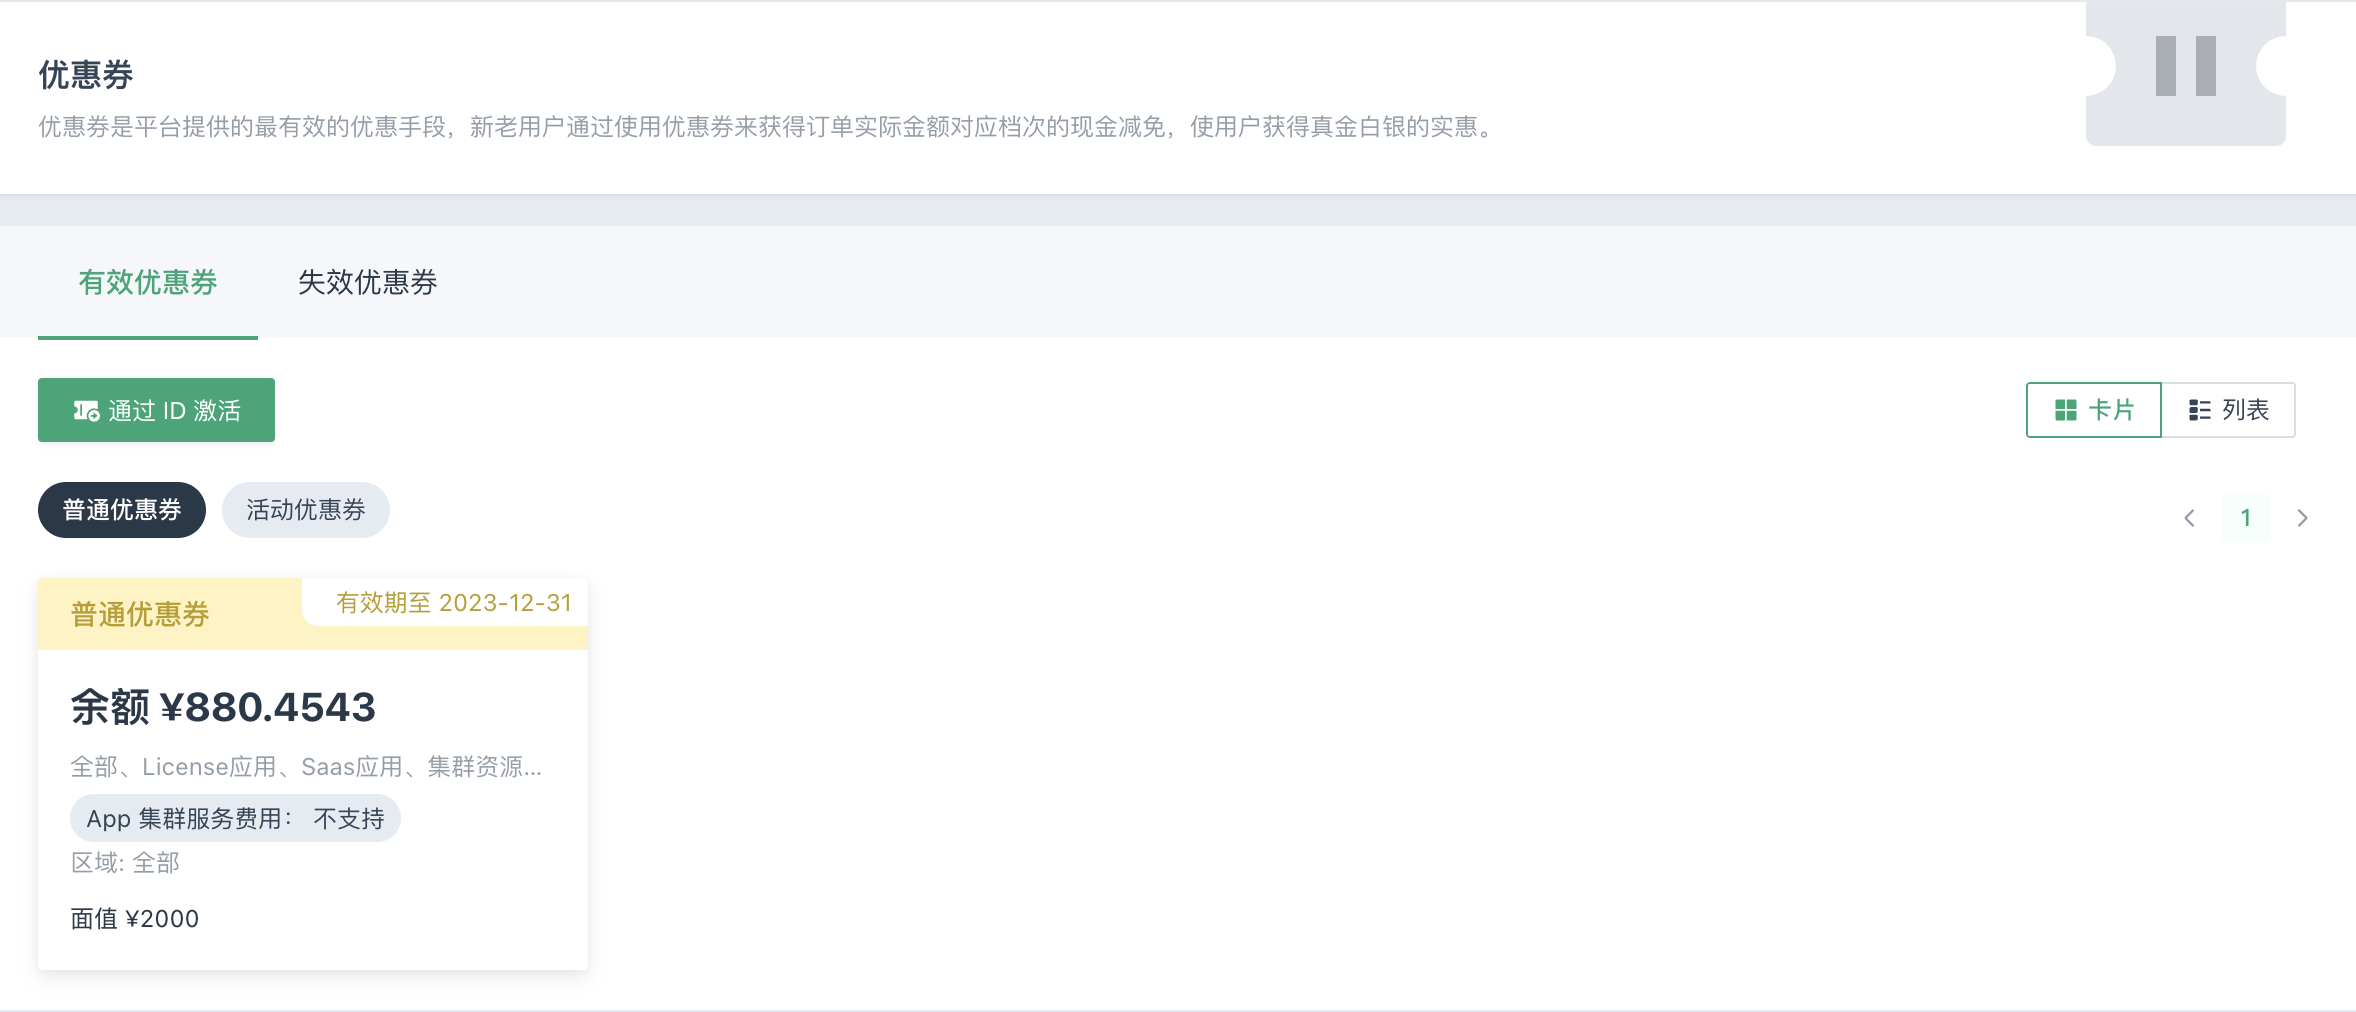 优惠券
优惠券是平台提供的最有效的优惠手段，新老用户通过使用优惠券来获得订单实际金额对应档次的现金减免，使用户获得真金白银的实惠。
有效优惠券 失效优惠券
通过 ID 激活 卡片 列表
普通优惠券 活动优惠券 1
普通优惠券 有效期至 2023-12-31
余额 ¥880.4543
全部、License应用、Saas应用、集群资源...
App 集群服务费用： 不支持
区域: 全部
面值 ¥2000